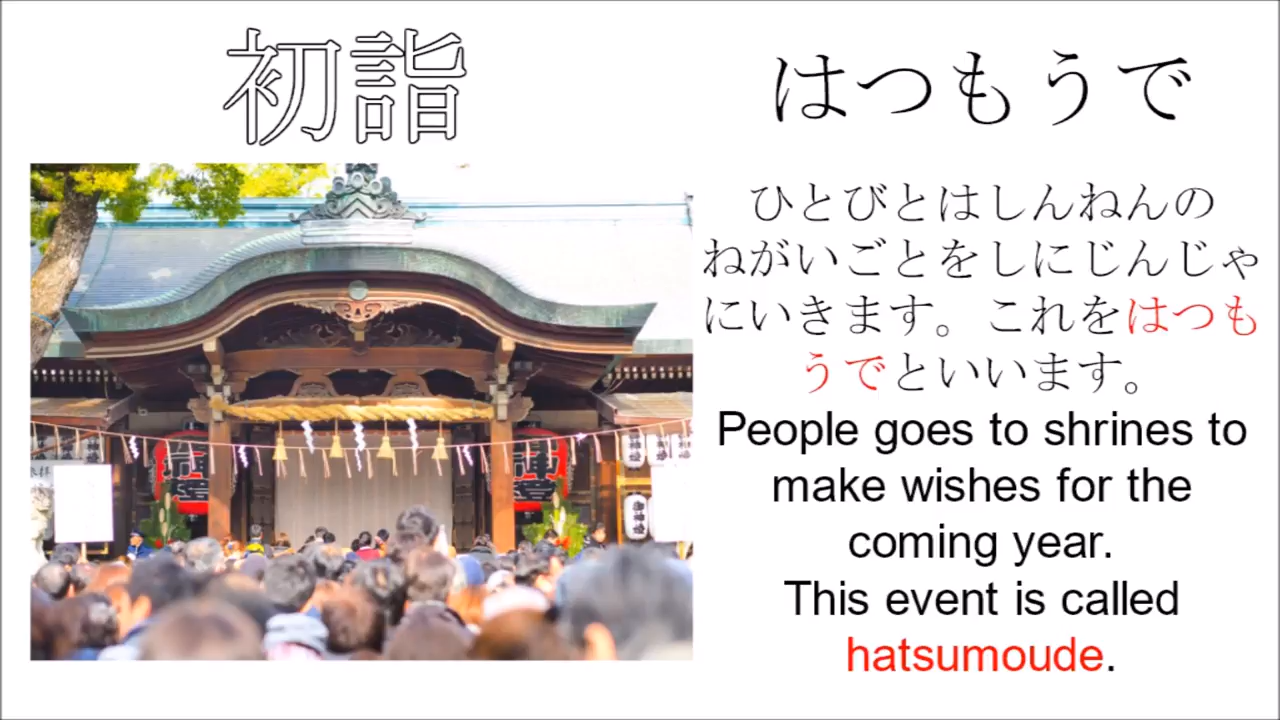 初詣
はつもうで
ひとびとはしんねんの
ねがいごとをしにじんじゃ
にいきます。これをはつも
うでといいます。
People goes to shrines to
make wishes for the
coming year.
This event is called
hatsumoude.